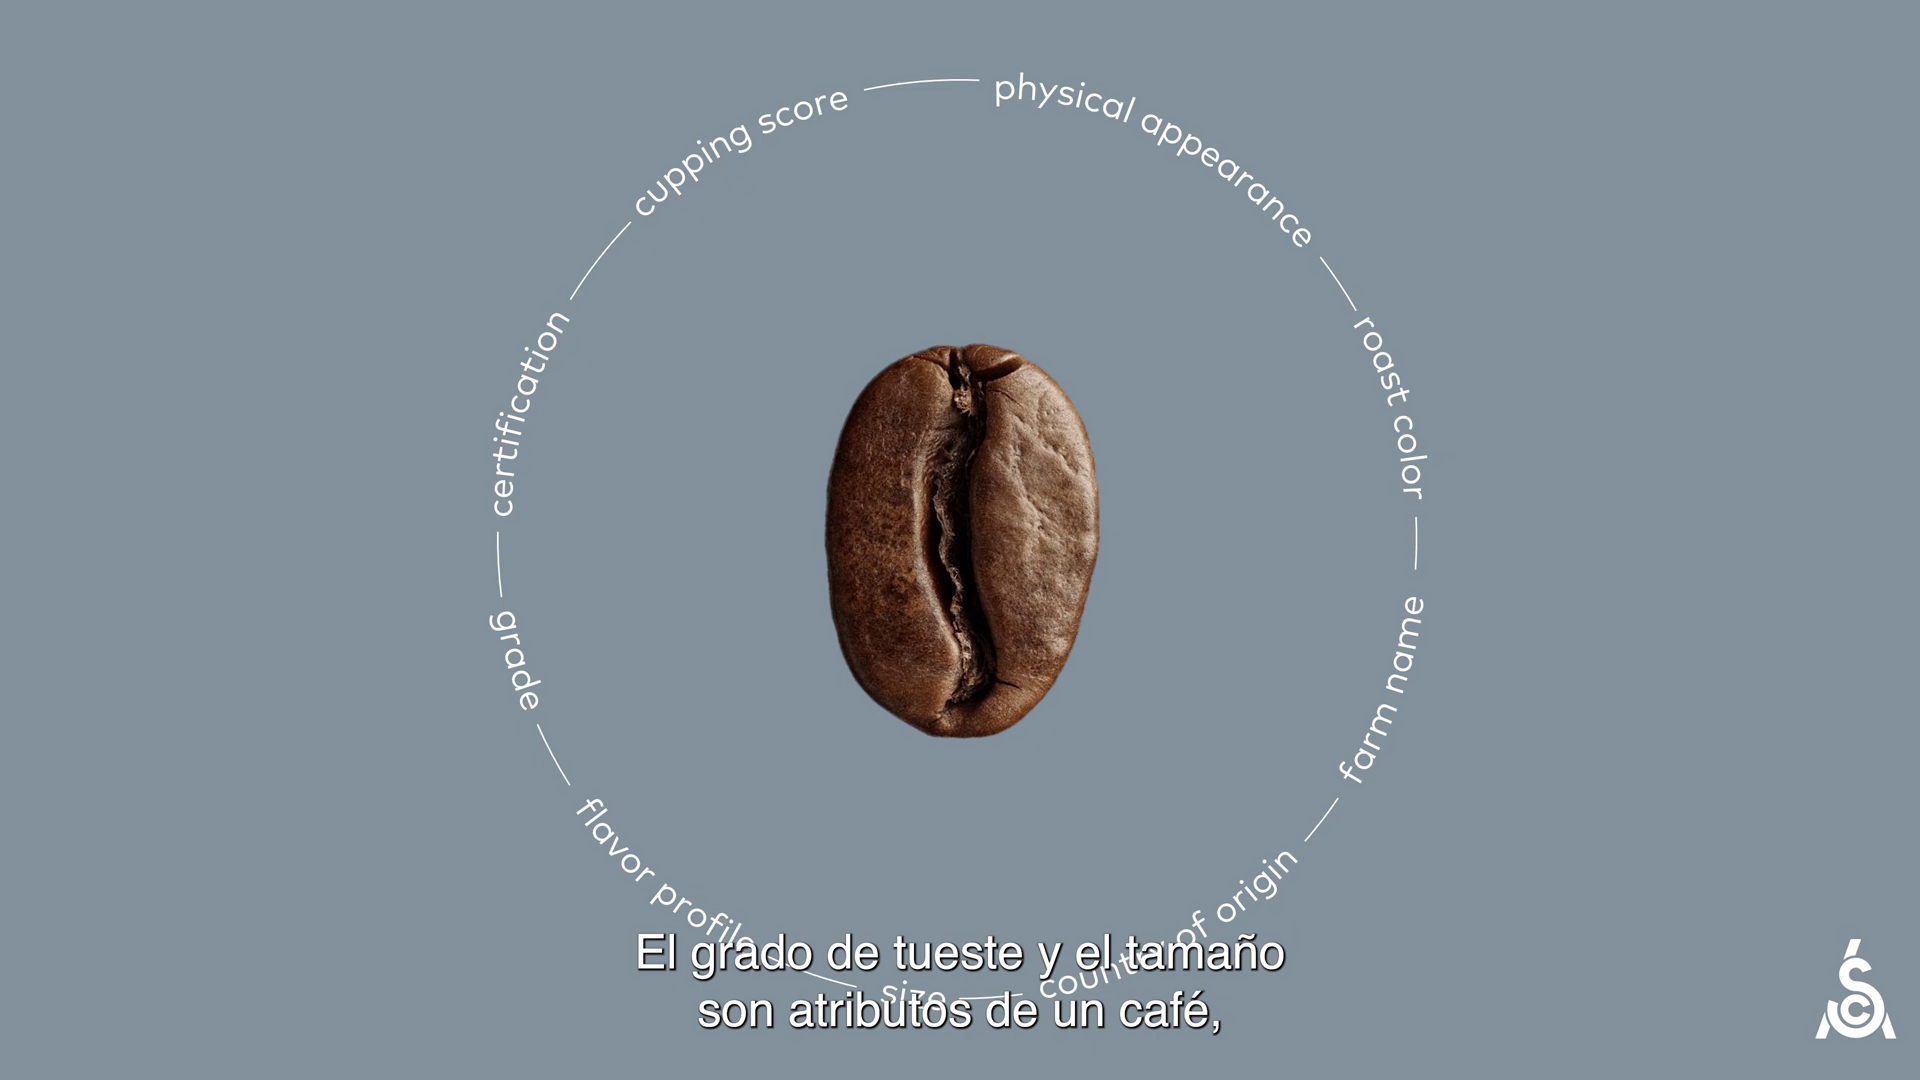 cupping score
physical appearance
roast color
farm name
country of origin
size
flavor profile
grade
certification
El grado de tueste y el tamaño
son atributos de un café,
SCA